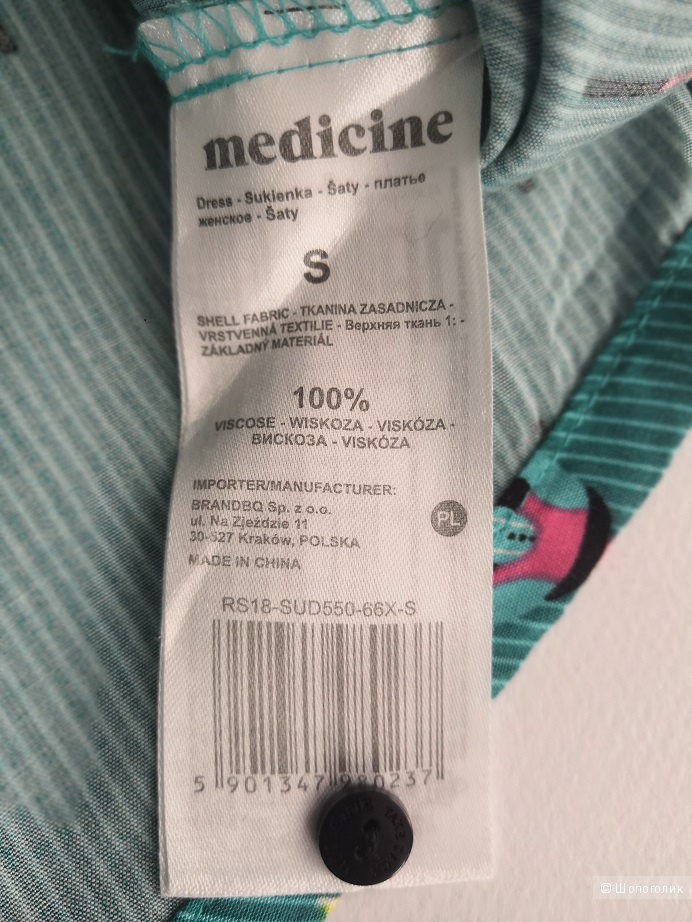 medicine
Dress - Sukienka - Šaty - платье
женское - Šaty
S
SHELL FABRIC - TKANINA ZASADNICZA -
VRSTVENNÁ TEXTILIE - Верхняя ткань 1: -
ZÁKLADNÝ MATERIÁL
100%
VISCOSE - WISKOZA - VISKÓZA -
ВИСКОЗА - VISKÓZA
IMPORTER/MANUFACTURER:
BRANDBQ Sp. z o.o.
ul. Na Zjeździe 11
30-527 Kraków, POLSKA
PL
MADE IN CHINA
RS18-SUD550-66X-S
5 901347 980237
© Шопоголик